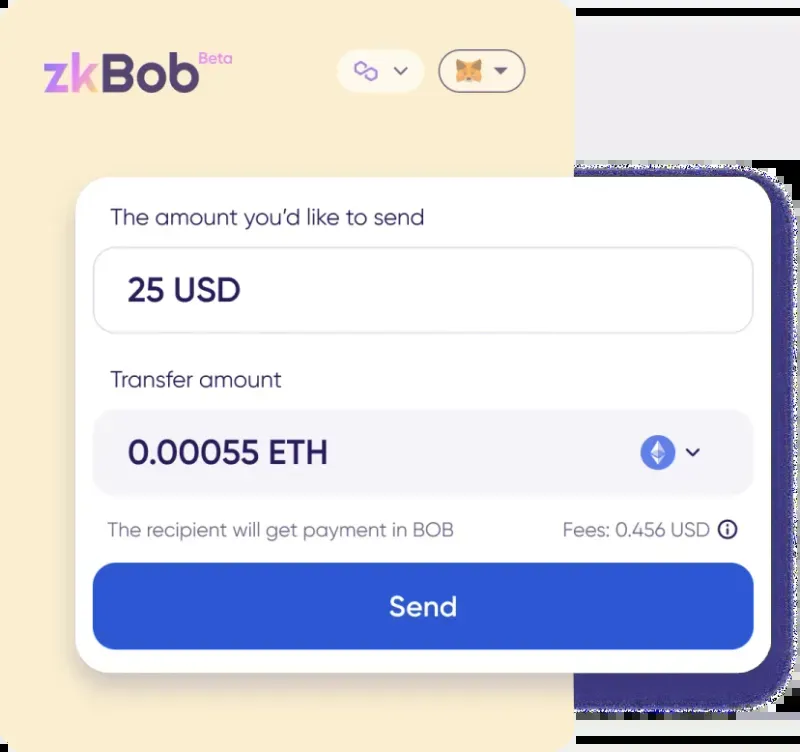 zkBob Beta
The amount you’d like to send
25 USD
Transfer amount
0.00055 ETH
The recipient will get payment in BOB Fees: 0.456 USD
Send